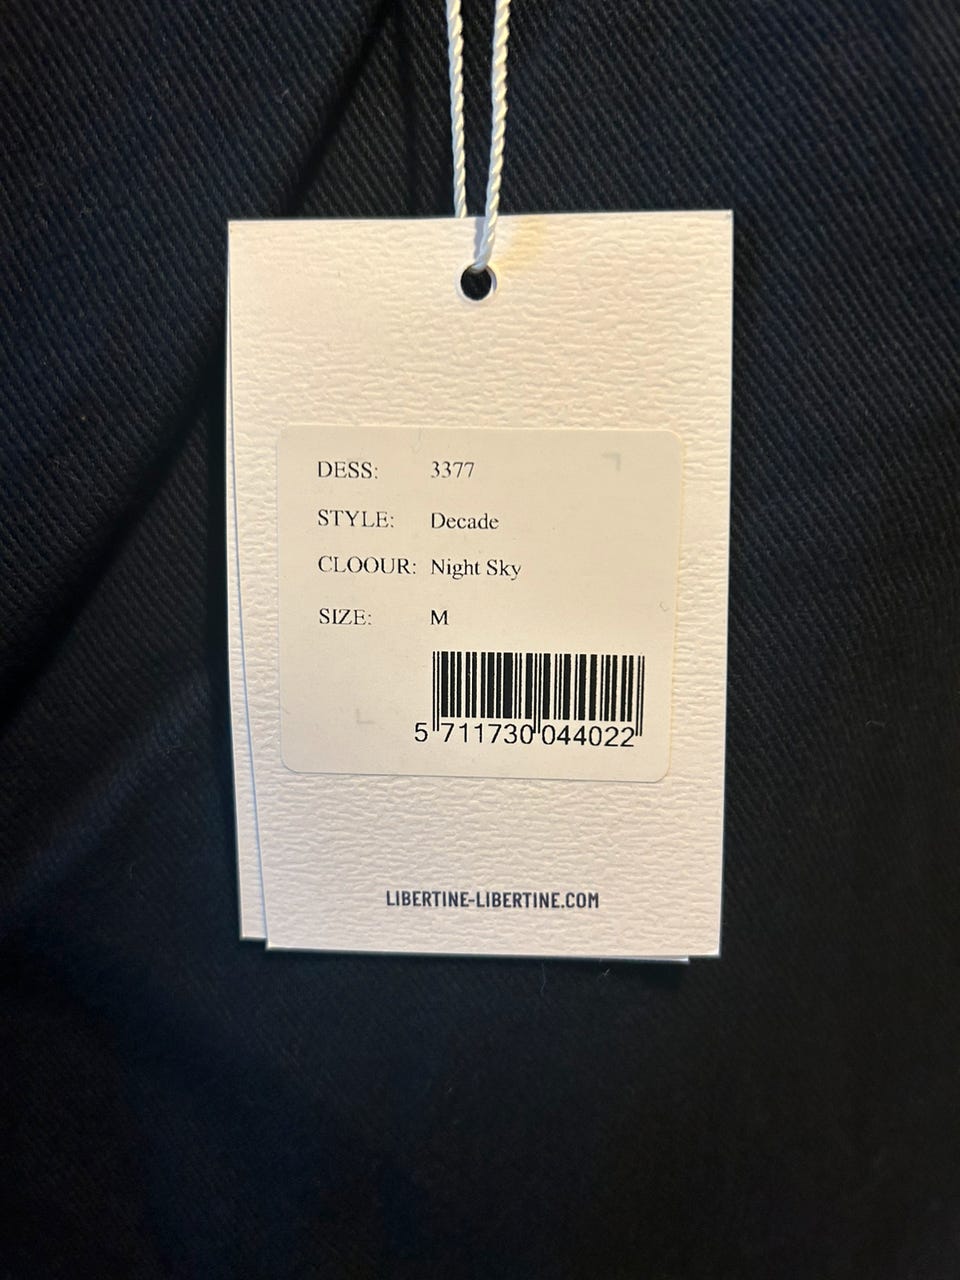 DESS: 3377
STYLE: Decade
CLOOUR: Night Sky
SIZE: M
5 711730 044022
LIBERTINE-LIBERTINE.COM